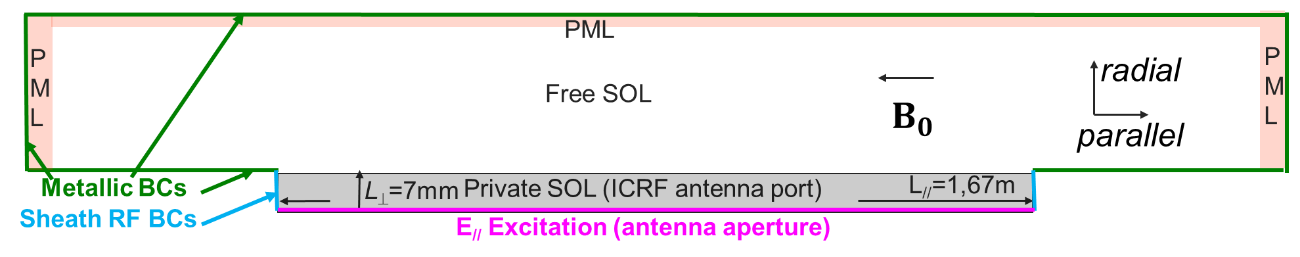 PML
P
M
L
Free SOL
B₀
radial
parallel
P
M
L
Metallic BCs
Sheath RF BCs
L⊥=7mm Private SOL (ICRF antenna port) L//=1,67m
E// Excitation (antenna aperture)